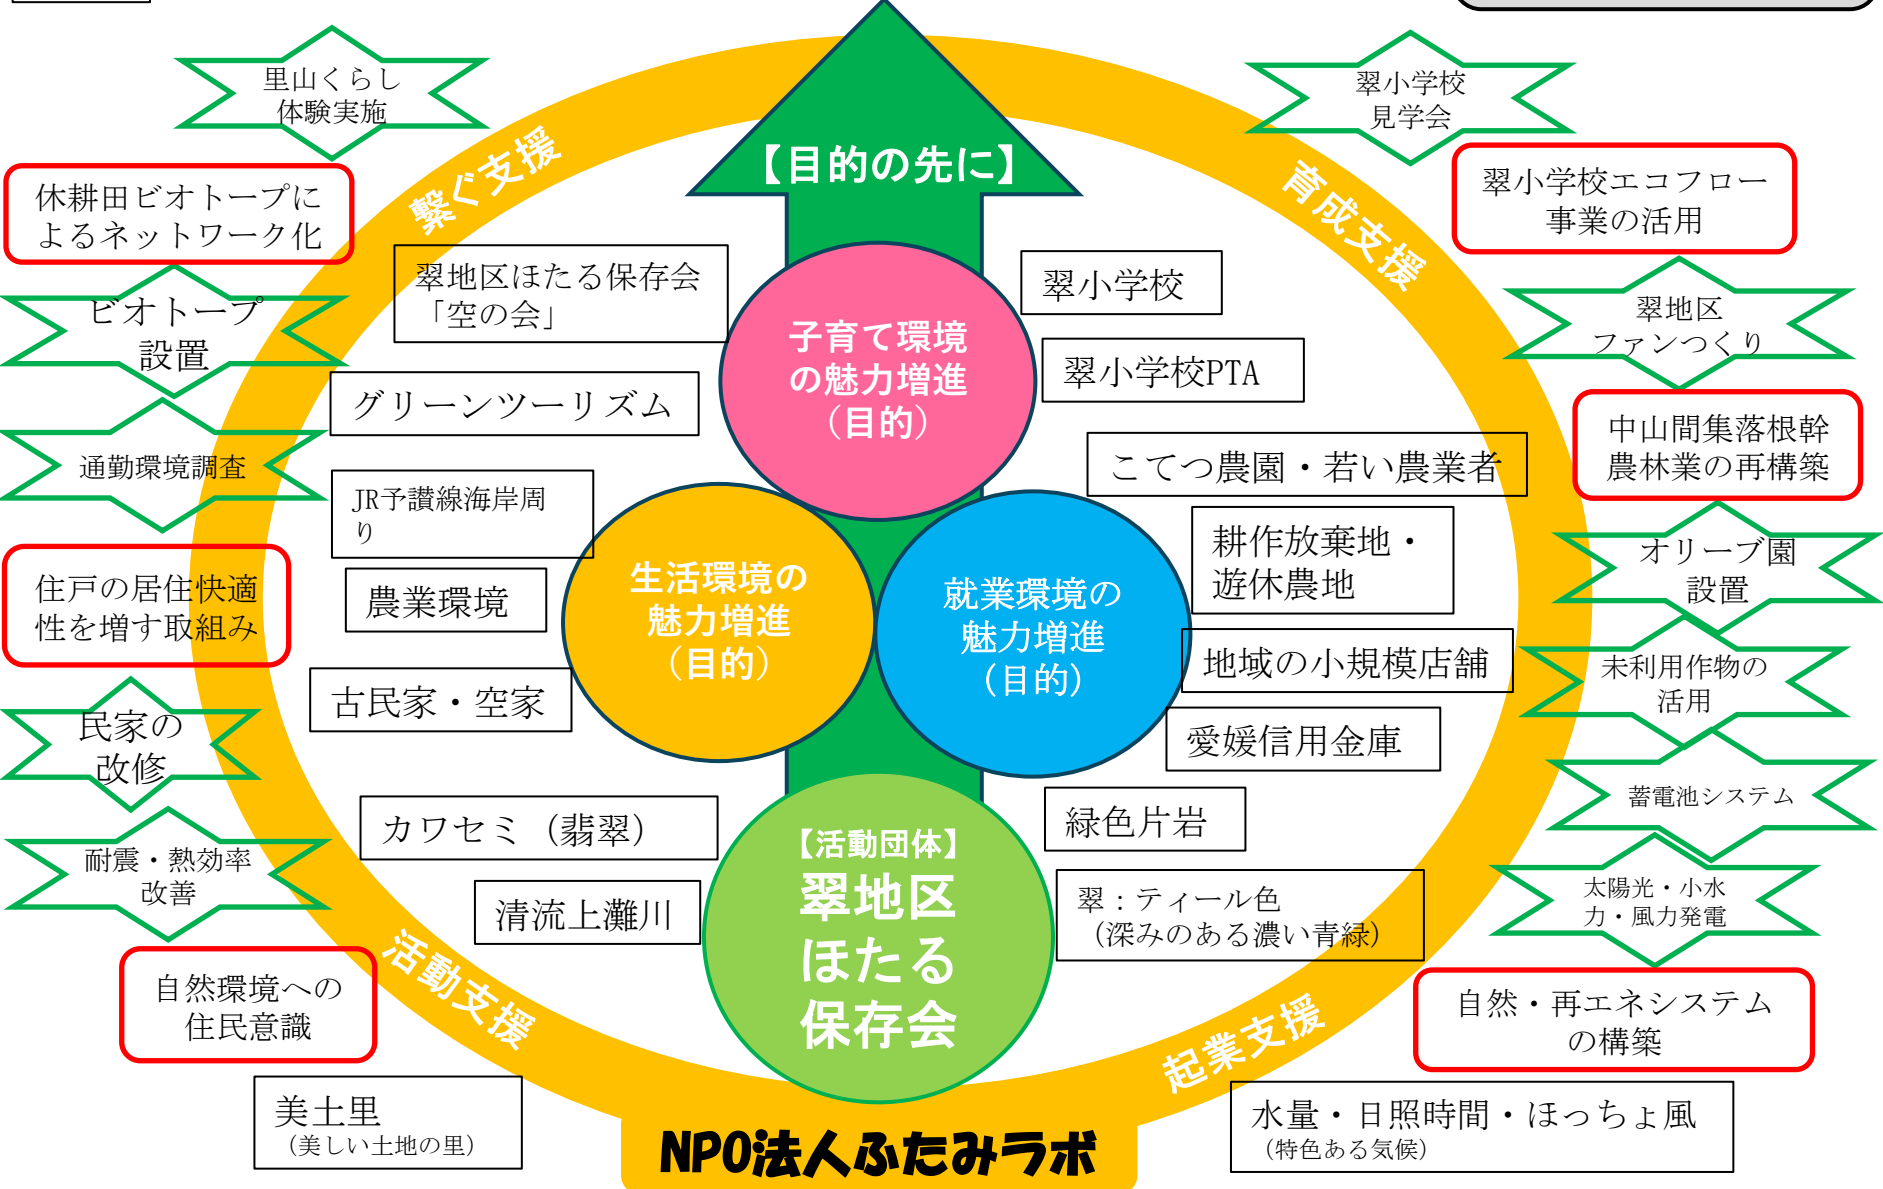 里山くらし
体験実施
翠小学校
見学会
【目的の先に】
繋ぐ支援
育成支援
休耕田ビオトープに
よるネットワーク化
翠小学校エコフロー
事業の活用
翠地区ほたる保存会
「空の会」
翠小学校
ビオトープ
設置
翠地区
ファンつくり
子育て環境
の魅力増進
（目的）
翠小学校PTA
グリーンツーリズム
中山間集落根幹
農林業の再構築
通勤環境調査
こてつ農園・若い農業者
JR予讃線海岸周
り
耕作放棄地・
遊休農地
オリーブ園
設置
住戸の居住快適
性を増す取組み
農業環境
生活環境の
魅力増進
（目的）
就業環境の
魅力増進
（目的）
地域の小規模店舗
未利用作物の
活用
古民家・空家
民家の
改修
愛媛信用金庫
蓄電池システム
カワセミ（翡翠）
緑色片岩
耐震・熱効率
改善
【活動団体】
翠地区
ほたる
保存会
清流上灘川
翠：ティール色
（深みのある濃い青緑）
太陽光・小水
力・風力発電
活動支援
起業支援
自然環境への
住民意識
自然・再エネシステム
の構築
美土里
（美しい土地の里）
水量・日照時間・ほっちょ風
（特色ある気候）
NPO法人ふたみラボ